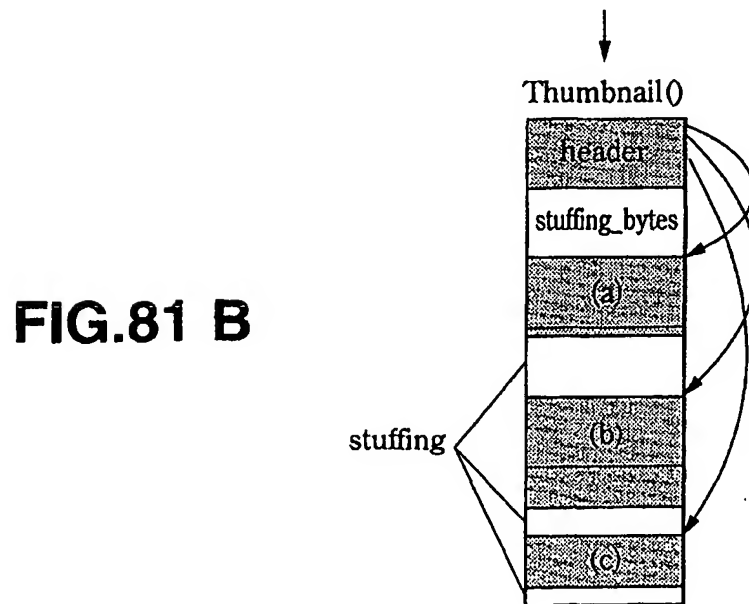 Thumbnail()
header
stuffing_bytes
(a)
FIG.81 B
(b)
stuffing
(c)